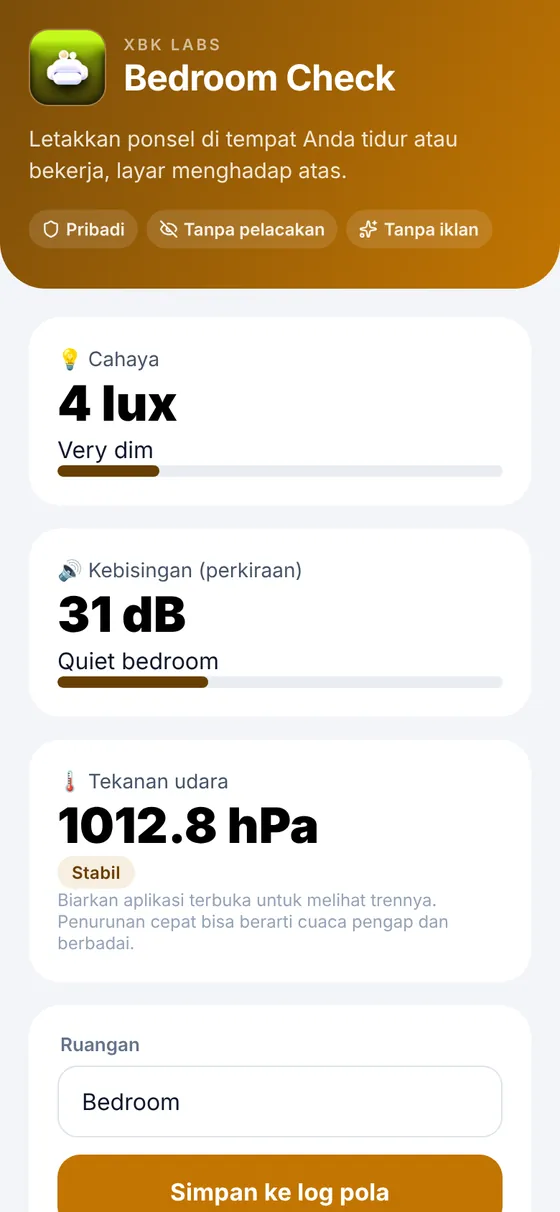 XBK LABS
Bedroom Check
Letakkan ponsel di tempat Anda tidur atau
bekerja, layar menghadap atas.
Pribadi
Tanpa pelacakan
Tanpa iklan
Cahaya
4 lux
Very dim
Kebisingan (perkiraan)
31 dB
Quiet bedroom
Tekanan udara
1012.8 hPa
Stabil
Biarkan aplikasi terbuka untuk melihat trennya.
Penurunan cepat bisa berarti cuaca pengap dan
berbadai.
Ruangan
Bedroom
Simpan ke log pola